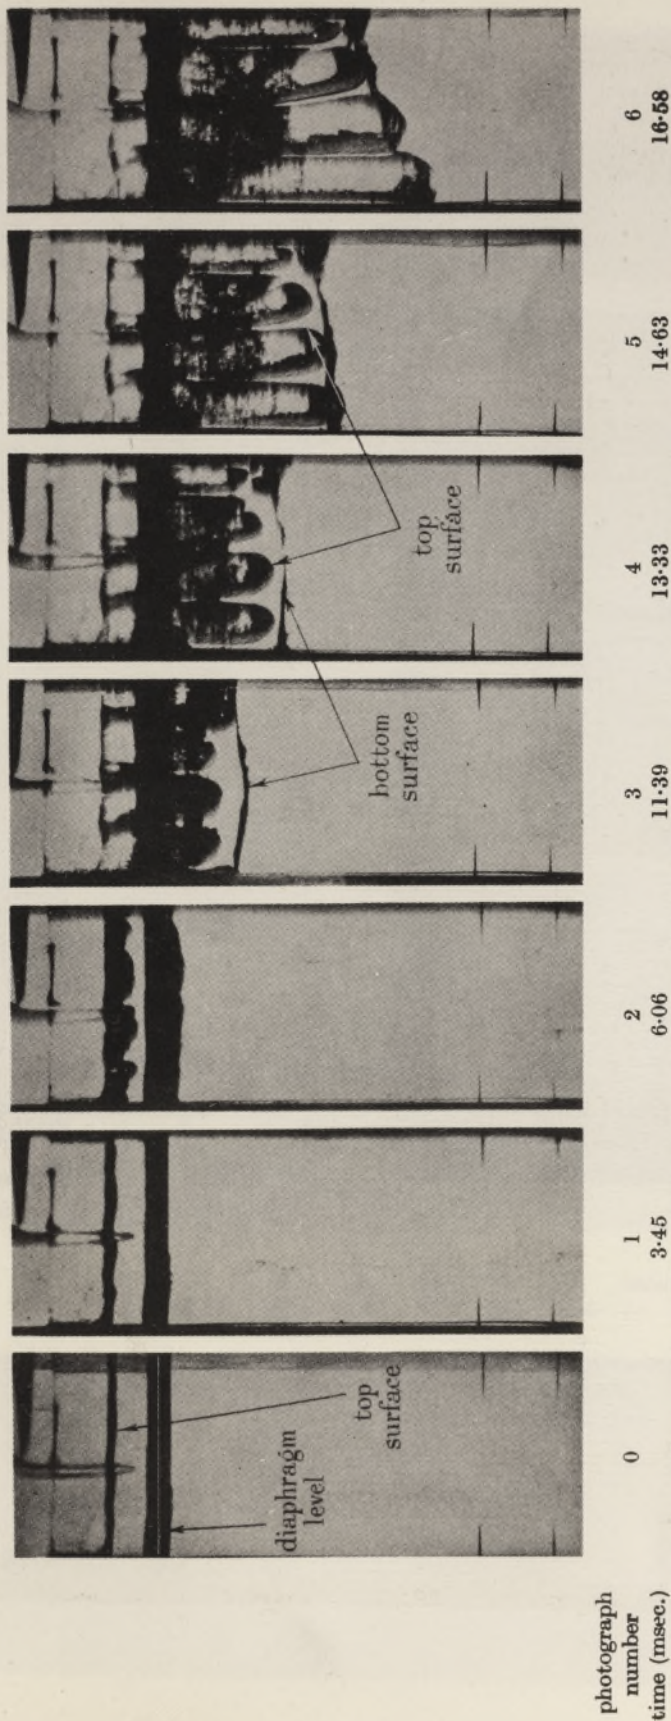 diaphragm
level
top
surface
bottom
surface
top
surface
photograph
number
0 1 2 3 4 5 6
time (msec.) 3·45 6·06 11·39 13·33 14·63 16·58